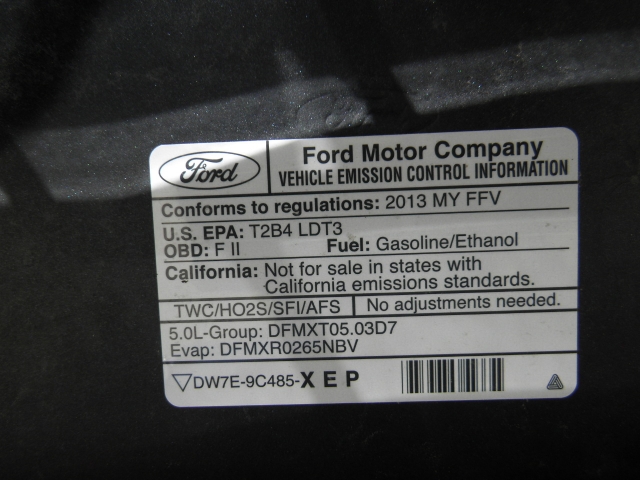 Ford
Ford Motor Company
VEHICLE EMISSION CONTROL INFORMATION
Conforms to regulations: 2013 MY FFV
U.S. EPA: T2B4 LDT3
OBD: F II Fuel: Gasoline/Ethanol
California: Not for sale in states with
California emissions standards.
TWC/HO2S/SFI/AFS No adjustments needed.
5.0L-Group: DFMXT05.03D7
Evap: DFMXR0265NBV
DW7E-9C485-XEP